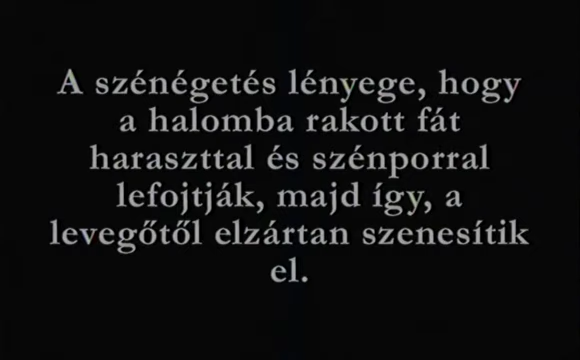 A szénégetés lényege, hogy
a halomba rakott fát
haraszttal és szénporral
lefojtják, majd így, a
levegőtől elzártan szenesítik
el.